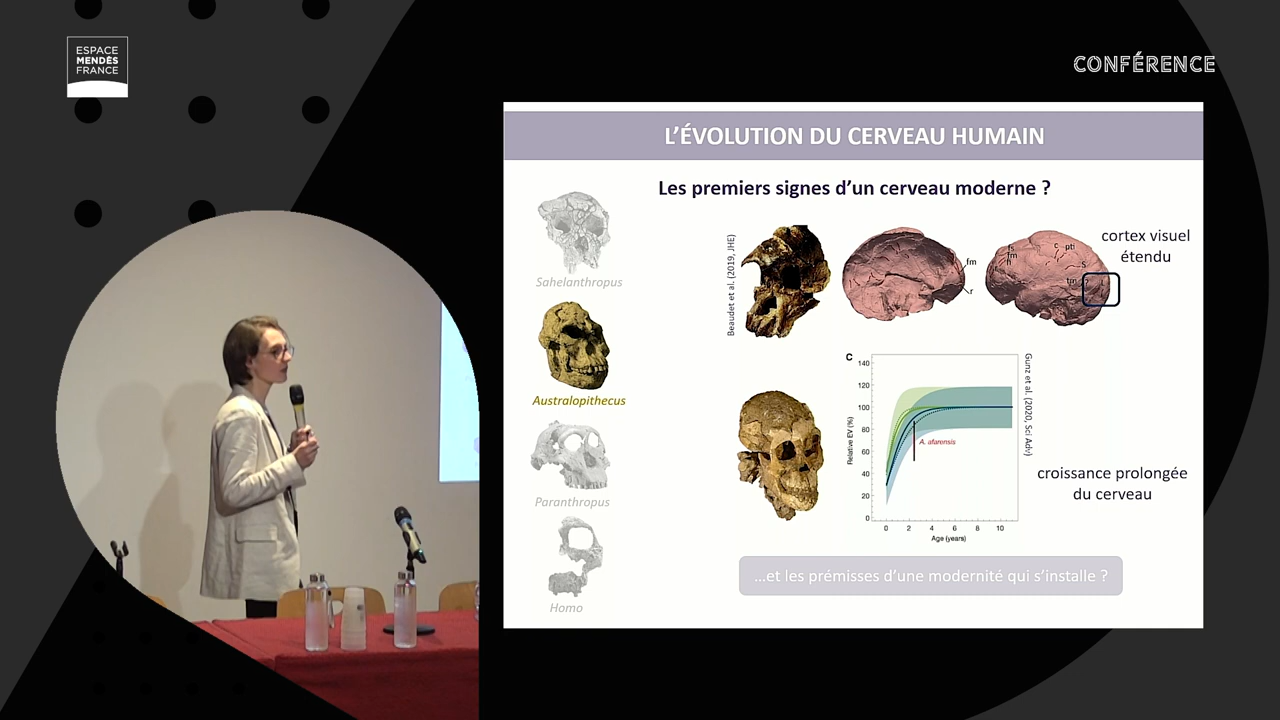 ESPACE
MENDÈS
FRANCE
CONFÉRENCE
L'ÉVOLUTION DU CERVEAU HUMAIN
Les premiers signes d'un cerveau moderne ?
Sahelanthropus
Australopithecus
Paranthropus
Homo
Beaudet et al. (2019, JHE)
fm
r
fs
fm
h
c
pti
S
tm
cortex visuel
étendu
C
140
120
100
80
60
40
20
0
Relative EV (%)
A. afarensis
0 2 4 6 8 10
Age (years)
Gunz et al. (2020, Sci Adv)
croissance prolongée
du cerveau
…et les prémisses d'une modernité qui s'installe ?